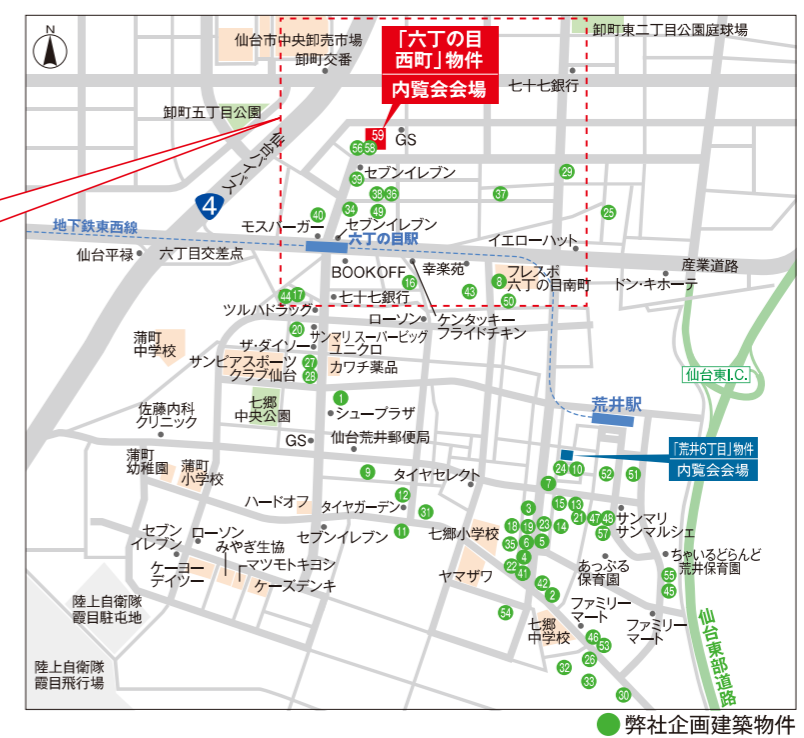 N
仙台市中央卸売市場
卸町交番
「六丁の目
西町」物件
内覧会会場
卸町東二丁目公園庭球場
七十七銀行
卸町五丁目公園
仙台バイパス
4
59
GS
56 58
39
セブンイレブン
29
38 36
37
34 49
25
40
モスバーガー
セブンイレブン
地下鉄東西線
六丁の目駅
イエローハット
仙台平禄
六丁目交差点
BOOKOFF
幸楽苑
産業道路
16
43
8
フレスポ
六丁の目南町
50
ドン・キホーテ
44 17
七十七銀行
ツルハドラッグ
ローソン
ケンタッキー
フライドチキン
20
サンマリ スーパービッグ
蒲町
中学校
ザ・ダイソー
ユニクロ
サンピアスポーツ
クラブ仙台
27
28
カワチ薬品
仙台東I.C.
七郷
中央公園
1
シュープラザ
荒井駅
佐藤内科
クリニック
GS
仙台荒井郵便局
「荒井6丁目」物件
内覧会会場
蒲町
幼稚園
蒲町
小学校
9
タイヤセレクト
24 10
52
51
7
ハードオフ
12
タイヤガーデン
31
3
15
13
18 19 23 14
21 47 48
サンマリ
サンマルシェ
57
セブン
イレブン
ローソン
セブンイレブン
11
七郷小学校
35 6 5
みやぎ生協
マツモトキヨシ
ケーヨー
デイツー
ケーズデンキ
ヤマザワ
4
22 41
あっぷる
保育園
ちゃいるどらんど
荒井保育園
55
45
42
2
陸上自衛隊
霞目駐屯地
54
七郷
中学校
ファミリー
マート
ファミリー
マート
46
53
仙台東部道路
陸上自衛隊
霞目飛行場
32
26
33
30
弊社企画建築物件